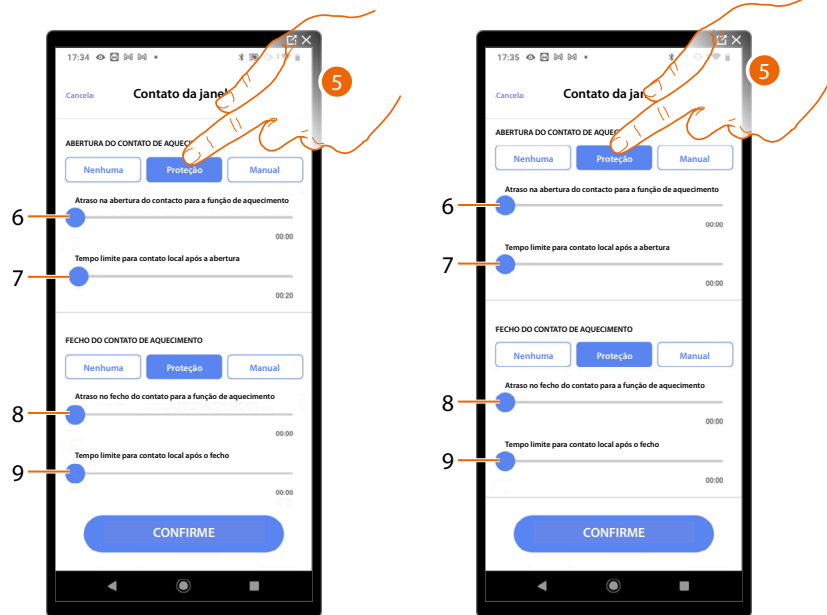 17:34
Cancela
Contato da janel
5
ABERTURA DO CONTATO DE AQUECI
Nenhuma
Proteção
Manual
6
Atraso na abertura do contacto para a função de aquecimento
00:00
7
Tempo limite para contato local após a abertura
00:20
FECHO DO CONTATO DE AQUECIMENTO
Nenhuma
Proteção
Manual
8
Atraso no fecho do contato para a função de aquecimento
00:00
9
Tempo limite para contato local após o fecho
00:00
CONFIRME
17:35
Cancela
Contato da jan
5
ABERTURA DO CONTATO DE AQUEC
Nenhuma
Proteção
Manual
6
Atraso na abertura do contacto para a função de aquecimento
00:00
7
Tempo limite para contato local após a abertura
00:00
FECHO DO CONTATO DE AQUECIMENTO
Nenhuma
Proteção
Manual
8
Atraso no fecho do contato para a função de aquecimento
00:00
9
Tempo limite para contato local após o fecho
00:00
CONFIRME